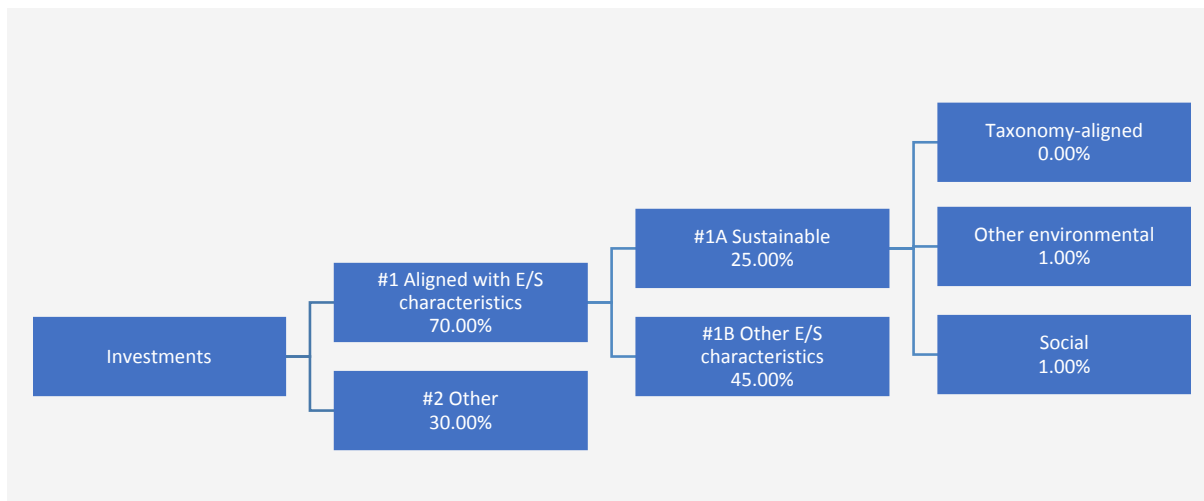 Investments
#1 Aligned with E/S
characteristics
70.00%
#2 Other
30.00%
#1A Sustainable
25.00%
#1B Other E/S
characteristics
45.00%
Taxonomy-aligned
0.00%
Other environmental
1.00%
Social
1.00%